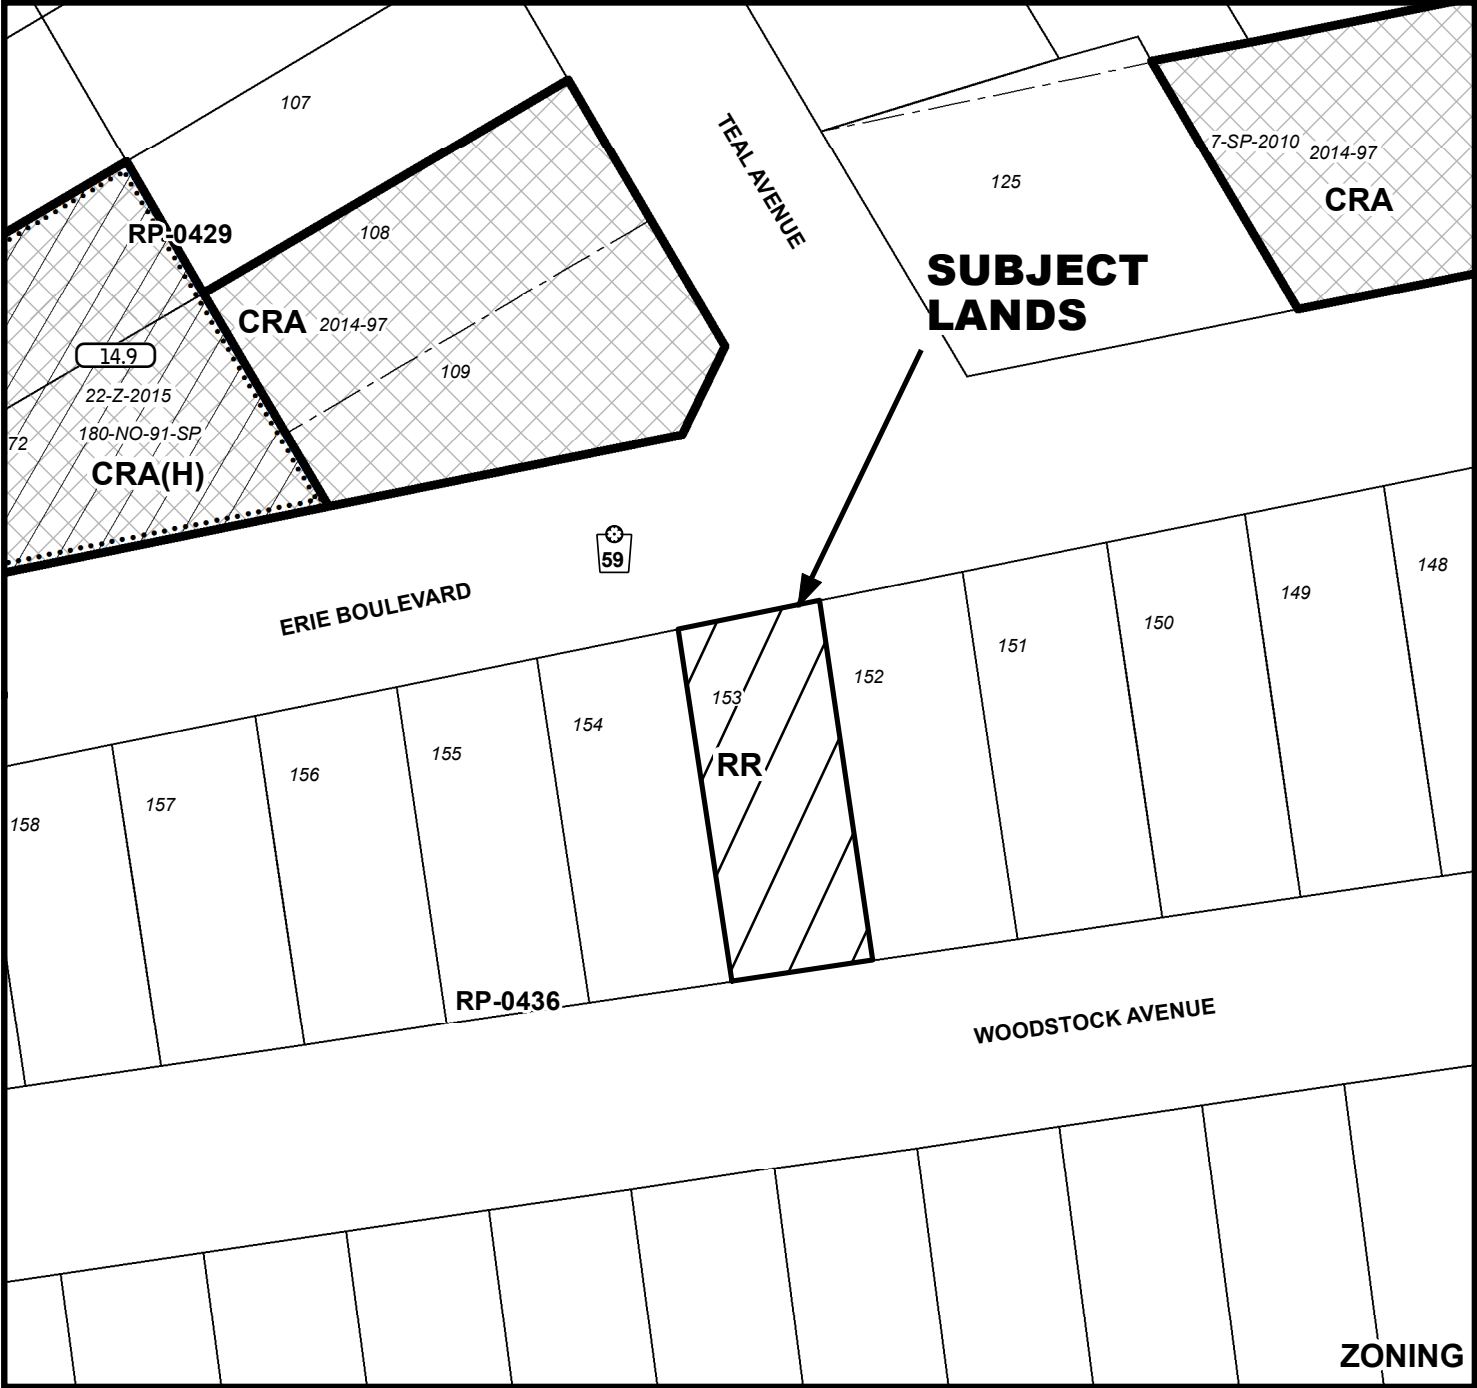 107
TEAL AVENUE
7-SP-2010
2014-97
125
CRA
RP-0429
108
SUBJECT
LANDS
CRA
2014-97
14.9
109
22-Z-2015
180-NO-91-SP
72
CRA(H)
59
ERIE BOULEVARD
148
149
150
151
152
153
154
155
156
157
158
RR
RP-0436
WOODSTOCK AVENUE
ZONING